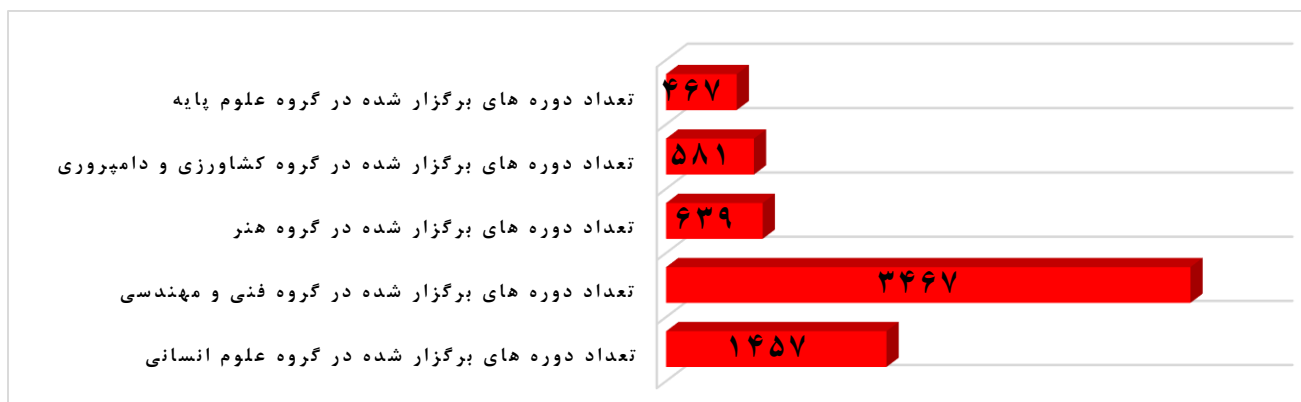 تعداد دوره های برگزار شده در گروه علوم پایه ۴۶۷
تعداد دوره های برگزار شده در گروه کشاورزی و دامپروری ۵۸۱
تعداد دوره های برگزار شده در گروه هنر ۶۳۹
تعداد دوره های برگزار شده در گروه فنی و مهندسی ۳۴۶۷
تعداد دوره های برگزار شده در گروه علوم انسانی ۱۴۵۷